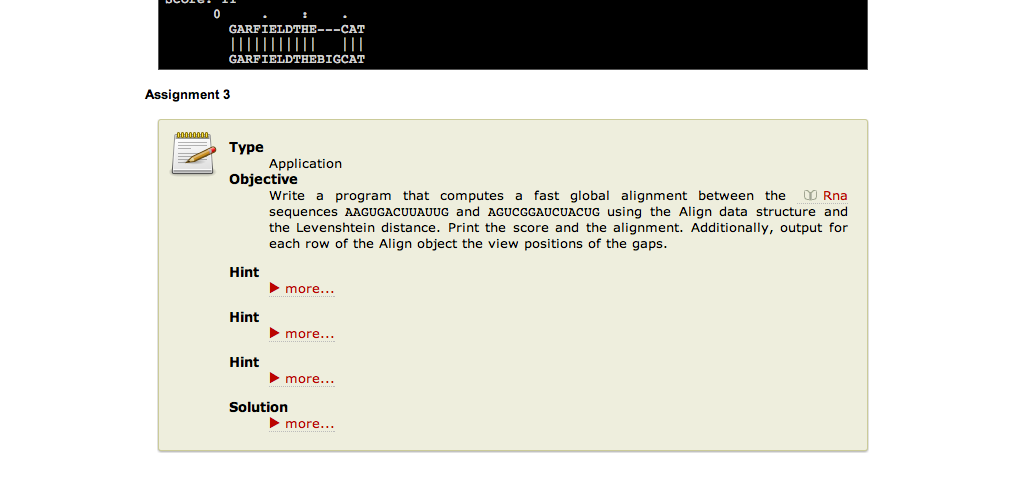 Score: 11
0 . : .
GARFIELDTHE---CAT
||||||||||| |||
GARFIELDTHEBIGCAT
Assignment 3
Type
Application
Objective
Write a program that computes a fast global alignment between the Rna
sequences AAGUGACUUAUUG and AGUCGGAUCUACUG using the Align data structure and
the Levenshtein distance. Print the score and the alignment. Additionally, output for
each row of the Align object the view positions of the gaps.
Hint
more...
Hint
more...
Hint
more...
Solution
more...